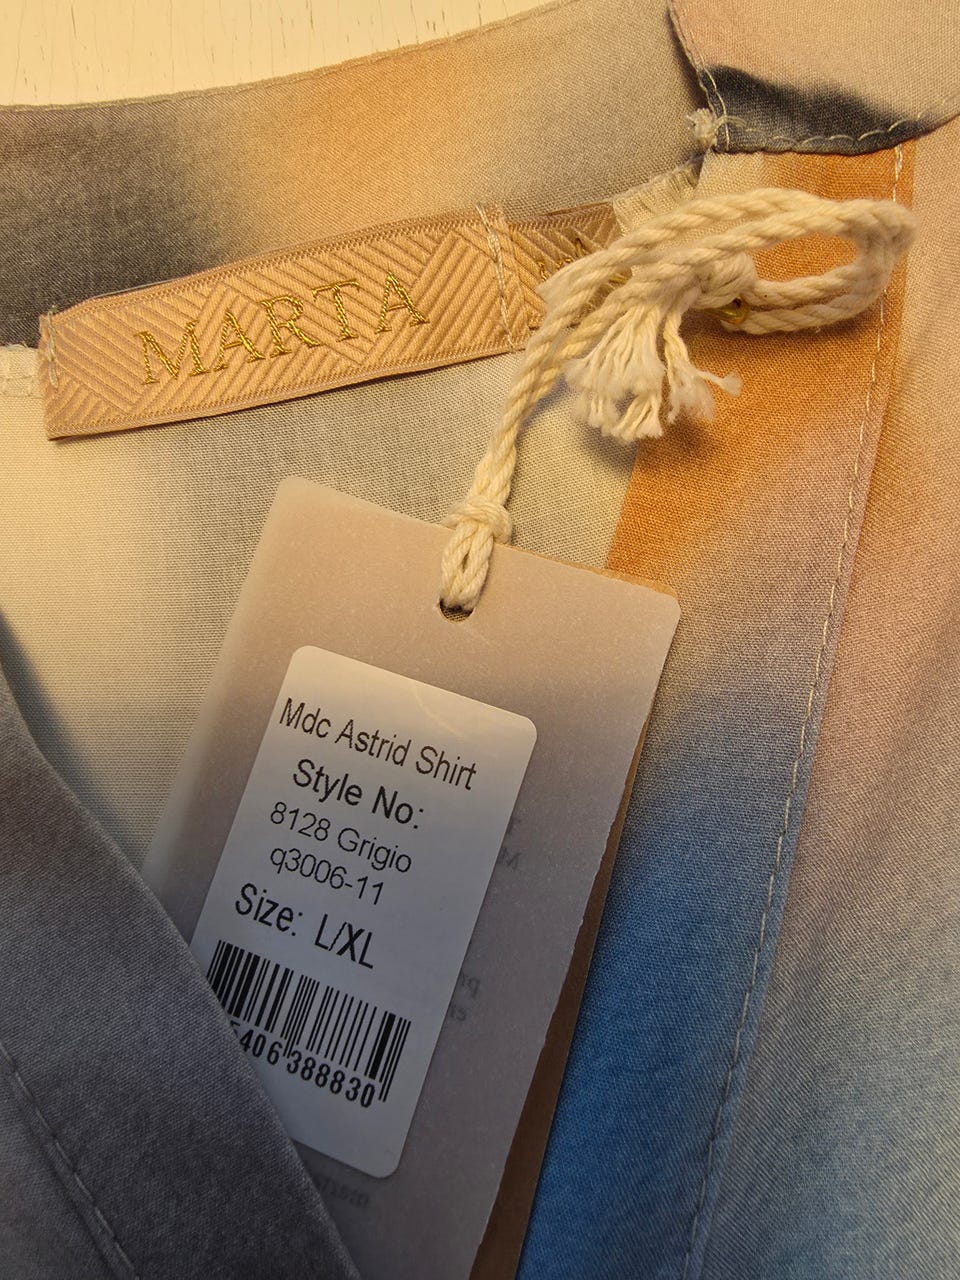 MARTA
Mdc Astrid Shirt
Style No:
8128 Grigio
q3006-11
Size: L/XL
5406388830